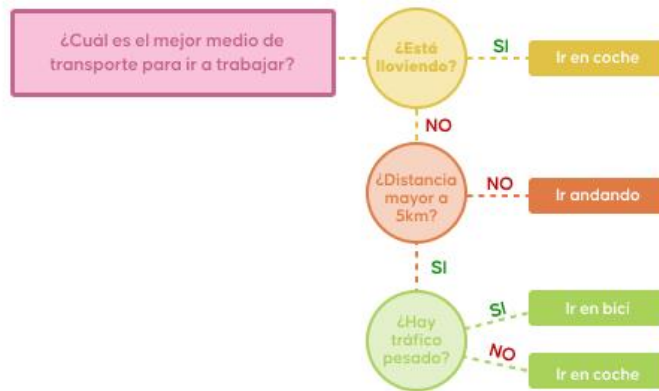 ¿Cuál es el mejor medio de
transporte para ir a trabajar?
¿Está
lloviendo?
SI
Ir en coche
NO
¿Distancia
mayor a
5km?
NO
Ir andando
SI
¿Hay
tráfico
pesado?
SI
Ir en bici
NO
Ir en coche